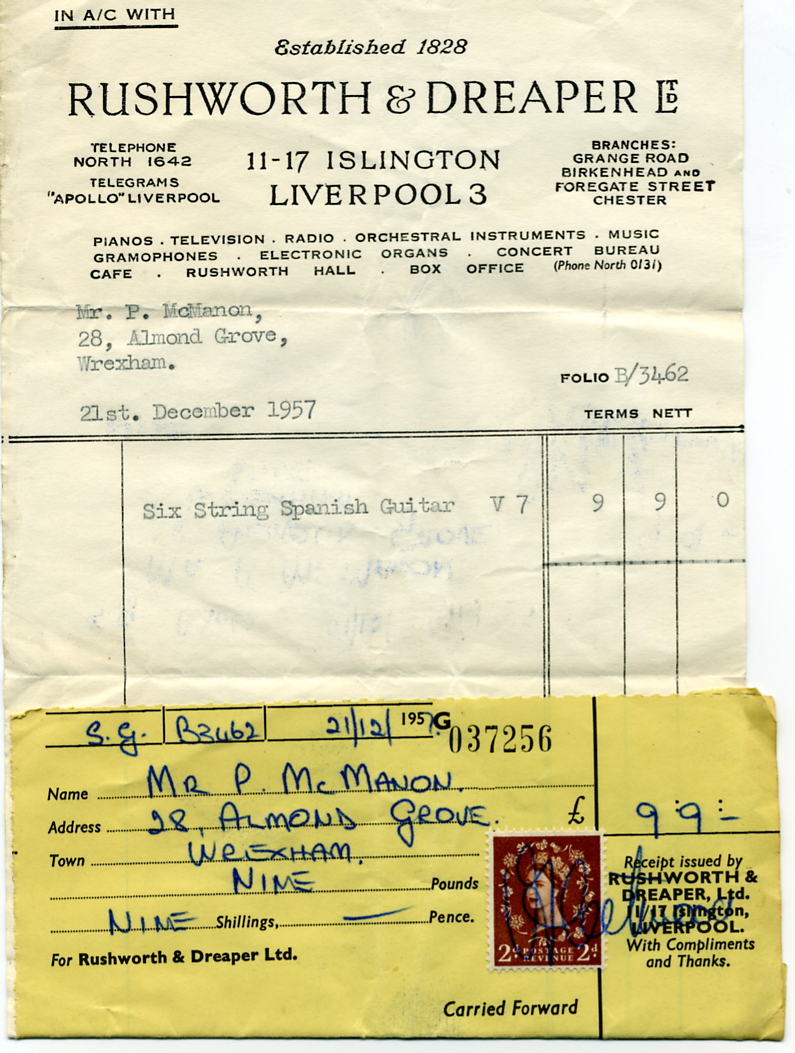 IN A/C WITH
Established 1828
RUSHWORTH & DREAPER LTD
TELEPHONE
NORTH 1642
TELEGRAMS
"APOLLO" LIVERPOOL
11-17 ISLINGTON
LIVERPOOL 3
BRANCHES:
GRANGE ROAD
BIRKENHEAD AND
FOREGATE STREET
CHESTER
PIANOS . TELEVISION . RADIO . ORCHESTRAL INSTRUMENTS . MUSIC
GRAMOPHONES . ELECTRONIC ORGANS . CONCERT BUREAU
CAFE . RUSHWORTH HALL . BOX OFFICE (Phone North 0131)
Mr. P. McManon,
28, Almond Grove,
Wrexham.
FOLIO B/3462
21st. December 1957
TERMS NETT
Six String Spanish Guitar V 7 9 9 0
S.G. B3462 21/12/ 1957 G 037256
Name MR P. MCMANON.
Address 28, ALMOND GROVE. £ 9:9:-
Town WREXHAM.
NINE Pounds
NINE Shillings, — Pence.
For Rushworth & Dreaper Ltd.
2d POSTAGE REVENUE 2d
Receipt issued by
RUSHWORTH &
DREAPER, Ltd.
11/17 Islington,
LIVERPOOL.
With Compliments
and Thanks.
Carried Forward